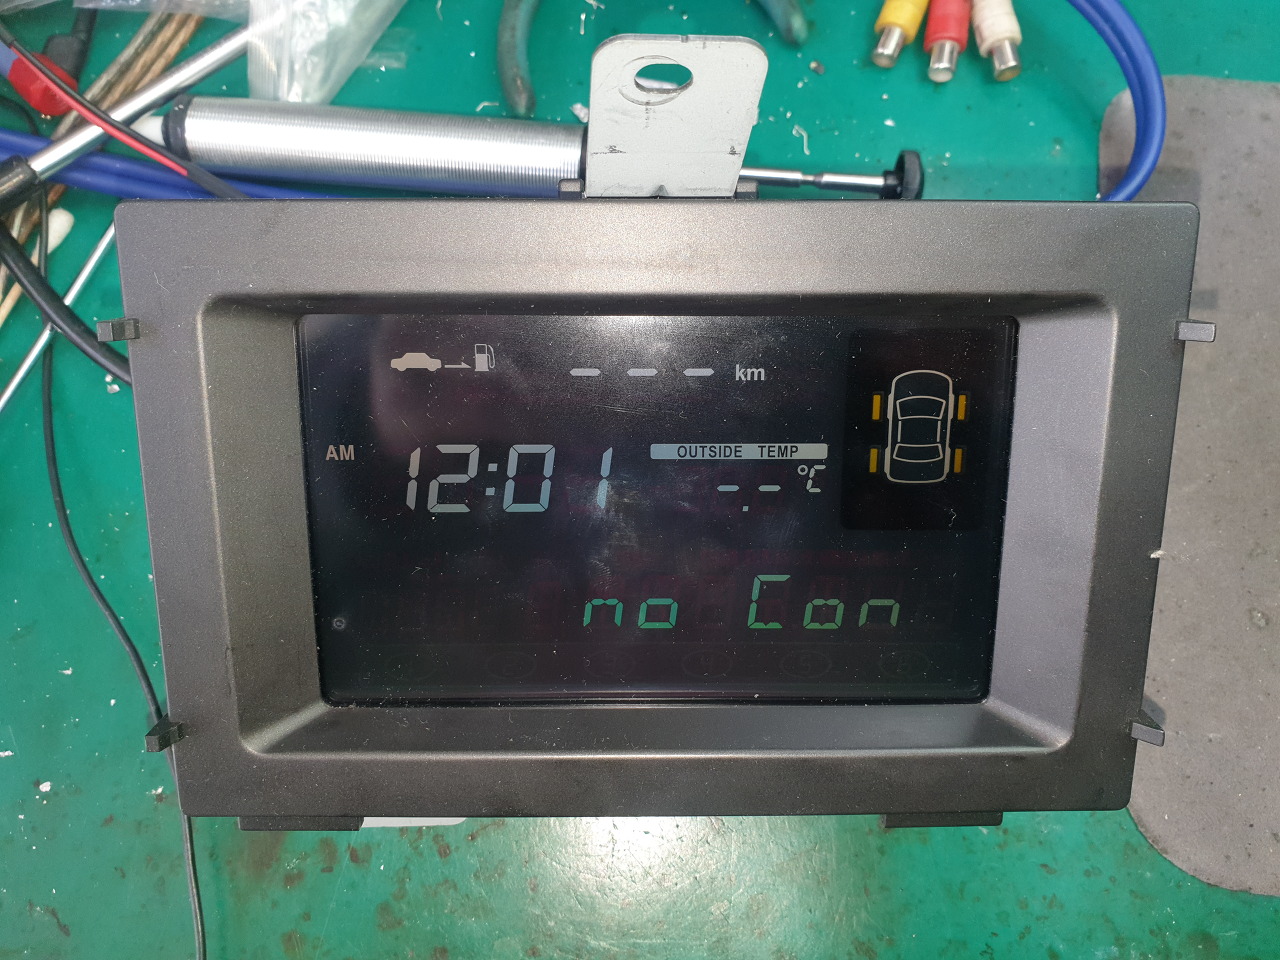 --- km
AM 12:01
OUTSIDE TEMP
--.- °C
no Con